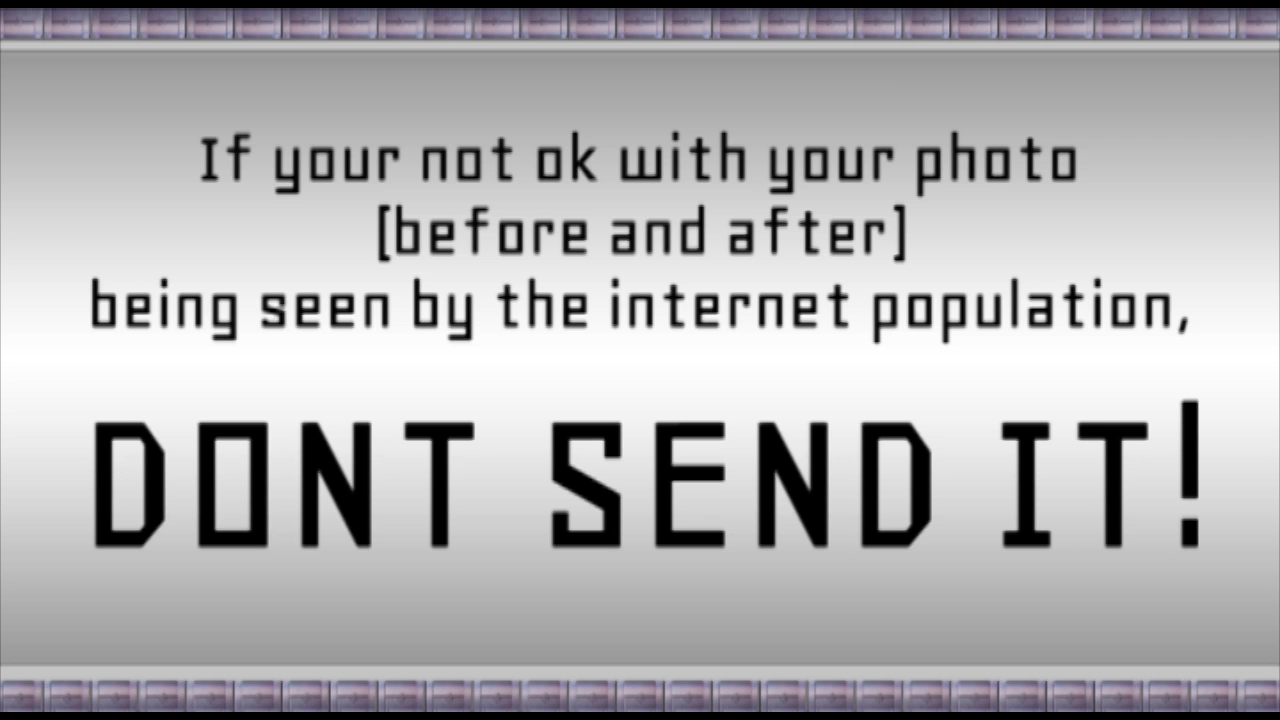 If your not ok with your photo
[before and after]
being seen by the internet population,
DONT SEND IT!